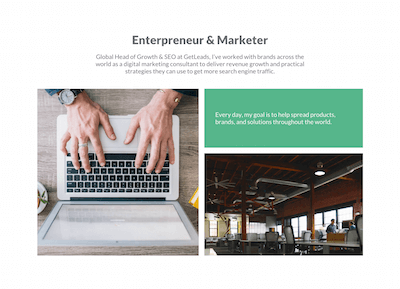 Enterpreneur & Marketer
Global Head of Growth & SEO at GetLeads, I've worked with brands across the
world as a digital marketing consultant to deliver revenue growth and practical
strategies they can use to get more search engine traffic.
Every day, my goal is to help spread products,
brands, and solutions throughout the world.